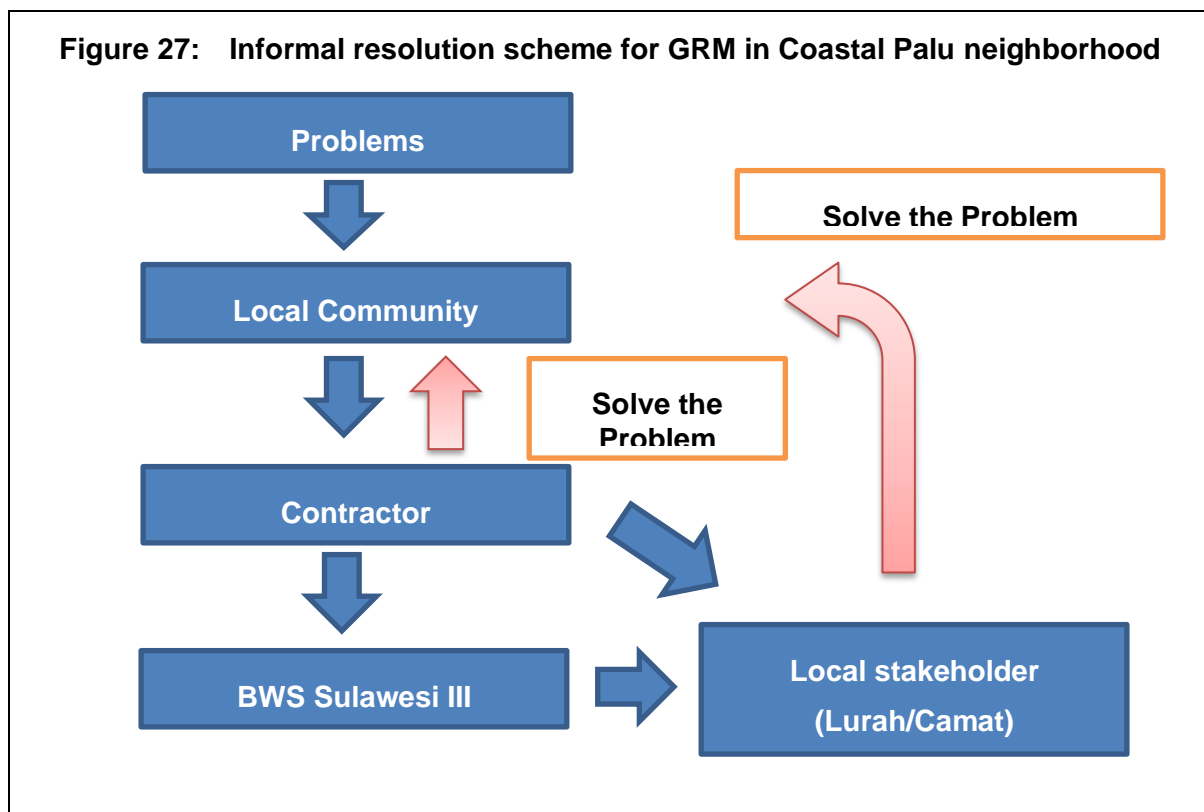 Figure 27: Informal resolution scheme for GRM in Coastal Palu neighborhood
Problems
Solve the Problem
Local Community
Solve the
Problem
Contractor
BWS Sulawesi III
Local stakeholder
(Lurah/Camat)